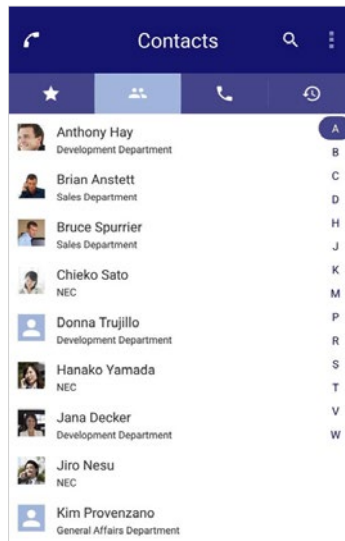 Contacts
Anthony Hay
Development Department
Brian Anstett
Sales Department
Bruce Spurrier
Sales Department
Chieko Sato
NEC
Donna Trujillo
Development Department
Hanako Yamada
NEC
Jana Decker
Development Department
Jiro Nesu
NEC
Kim Provenzano
General Affairs Department
A
B
C
D
H
J
K
M
P
R
S
T
V
W